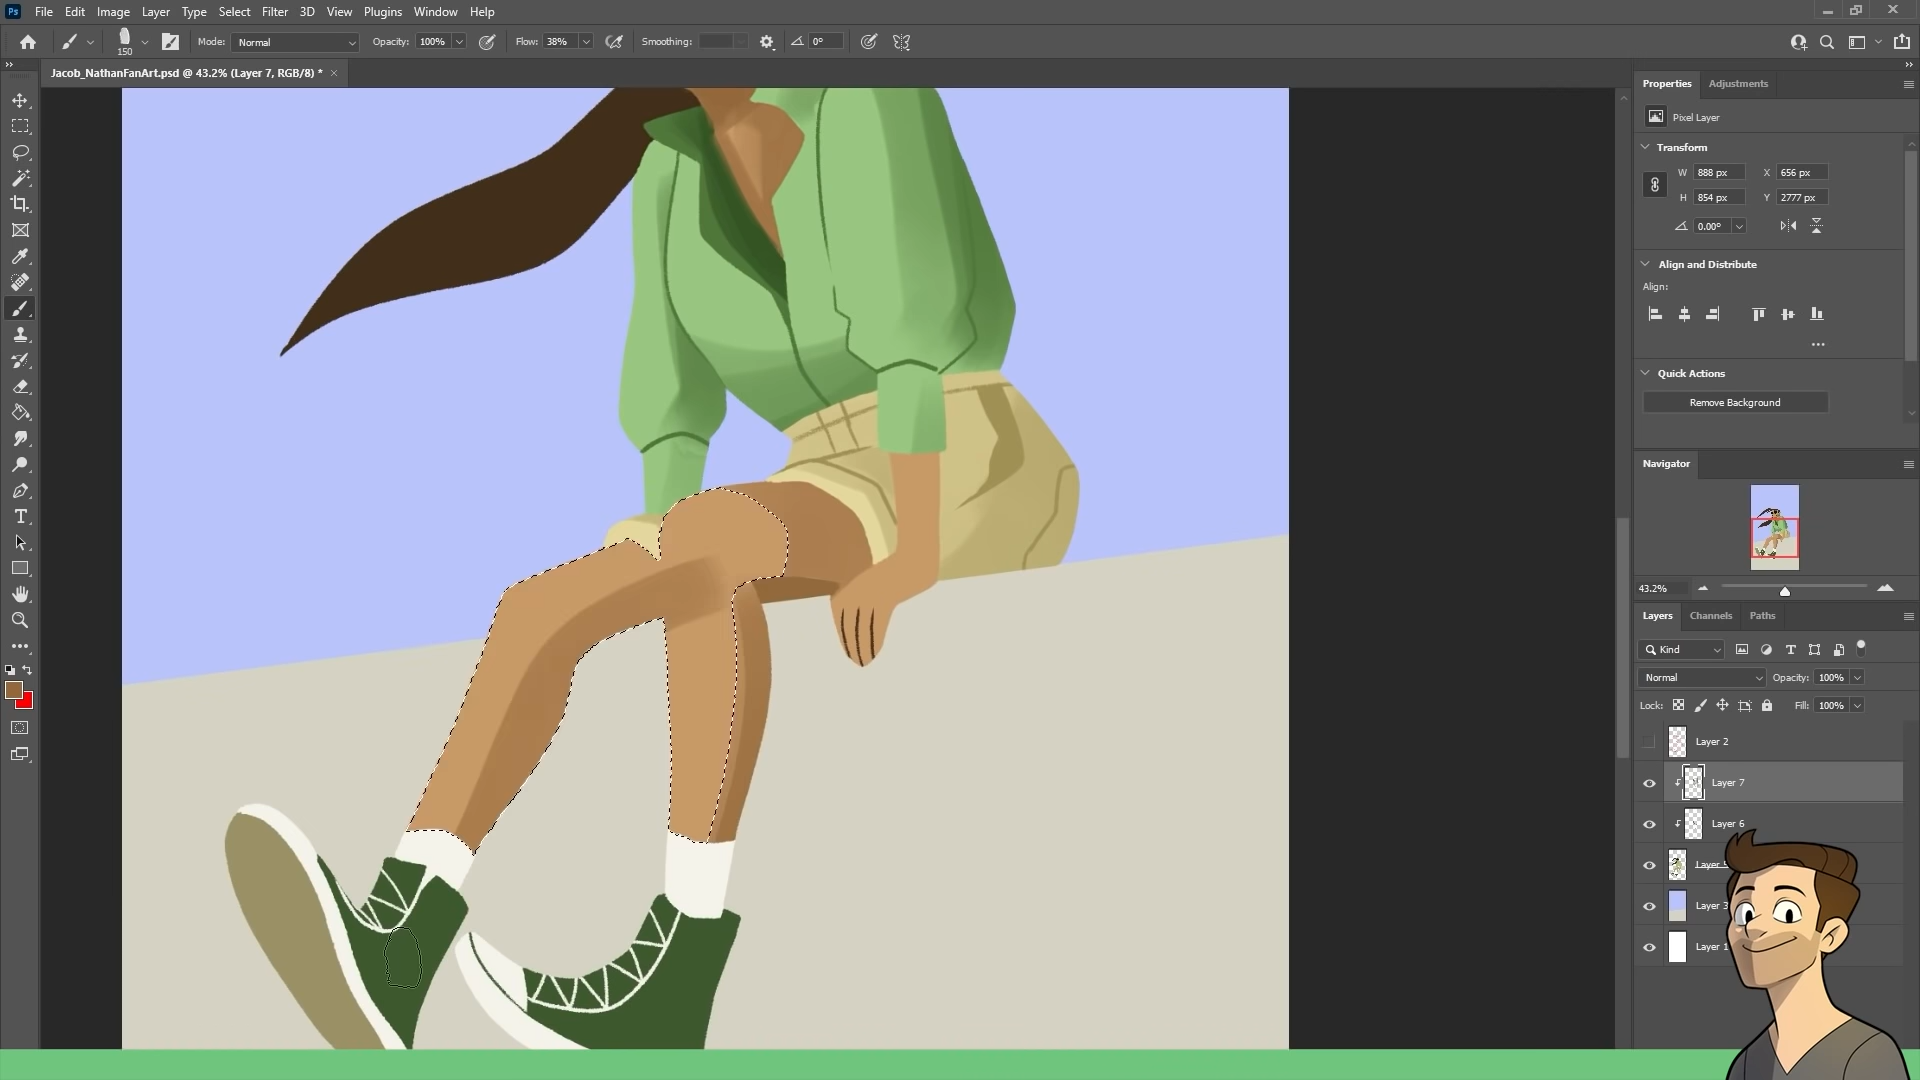 Ps File Edit Image Layer Type Select Filter 3D View Plugins Window Help
150 Mode: Normal Opacity: 100% Flow: 38% Smoothing: 0°
Jacob_NathanFanArt.psd @ 43.2% (Layer 7, RGB/8) * ×
Properties Adjustments
Pixel Layer
Transform
W 888 px X 656 px
H 854 px Y 2777 px
0.00°
Align and Distribute
Align:
Quick Actions
Remove Background
Navigator
43.2%
Layers Channels Paths
Kind
Normal Opacity: 100%
Lock: Fill: 100%
Layer 2
Layer 7
Layer 6
Layer
Layer 3
Layer 1